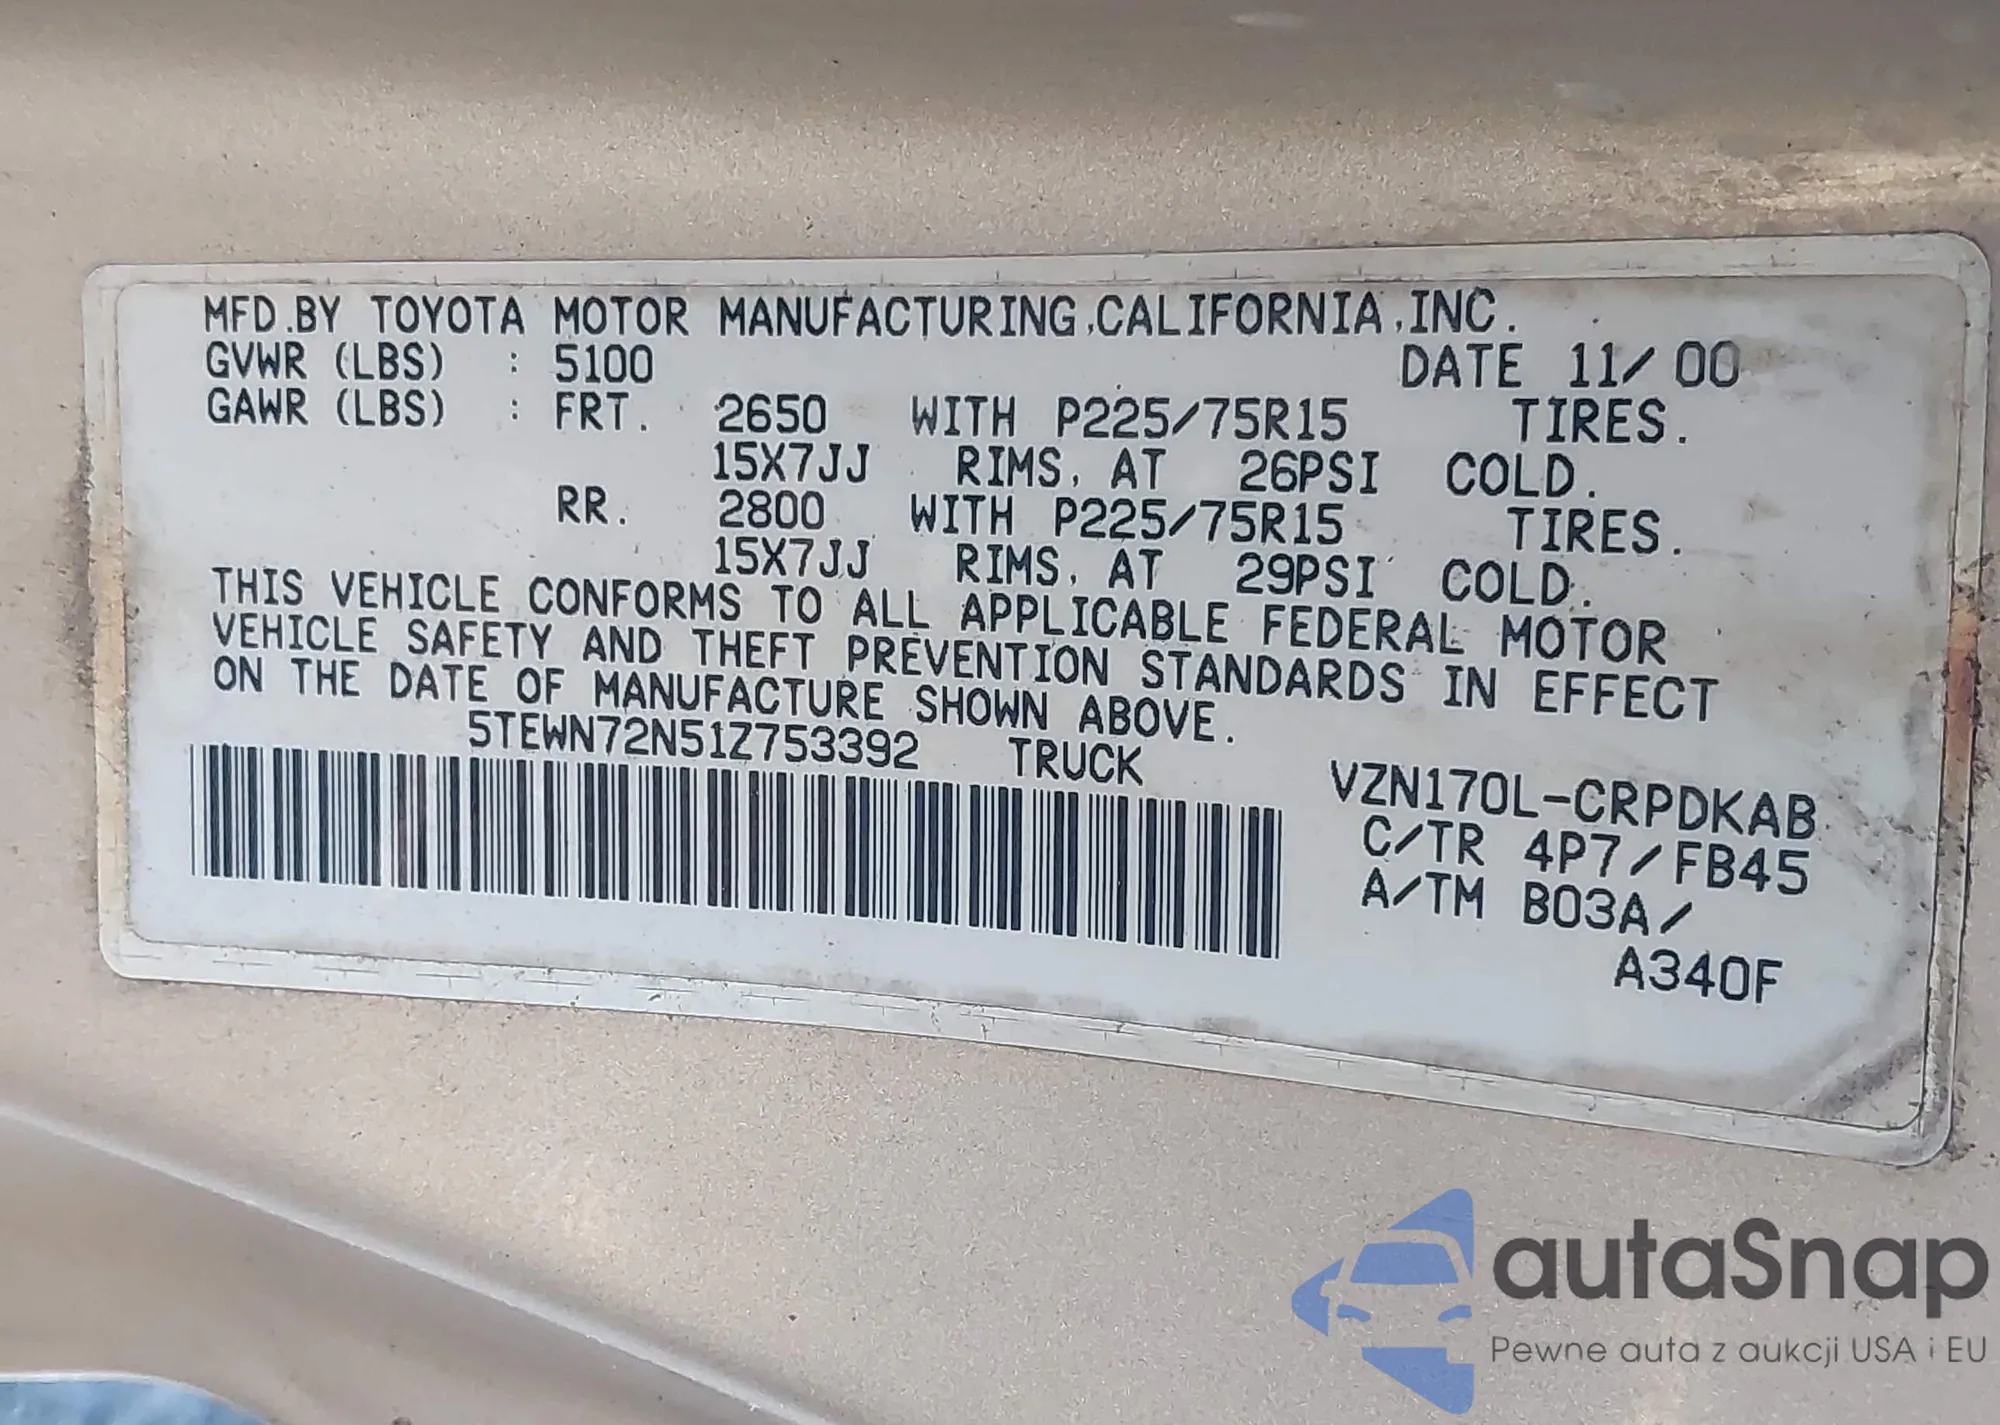 MFD.BY TOYOTA MOTOR MANUFACTURING,CALIFORNIA,INC.
GVWR (LBS) : 5100 DATE 11/00
GAWR (LBS) : FRT. 2650 WITH P225/75R15 TIRES.
15X7JJ RIMS, AT 26PSI COLD.
RR. 2800 WITH P225/75R15 TIRES.
15X7JJ RIMS, AT 29PSI COLD.
THIS VEHICLE CONFORMS TO ALL APPLICABLE FEDERAL MOTOR
VEHICLE SAFETY AND THEFT PREVENTION STANDARDS IN EFFECT
ON THE DATE OF MANUFACTURE SHOWN ABOVE.
5TEWN72N51Z753392 TRUCK
VZN170L-CRPDKAB
C/TR 4P7/FB45
A/TM B03A/
A340F
autaSnap
Pewne auta z aukcji USA i EU